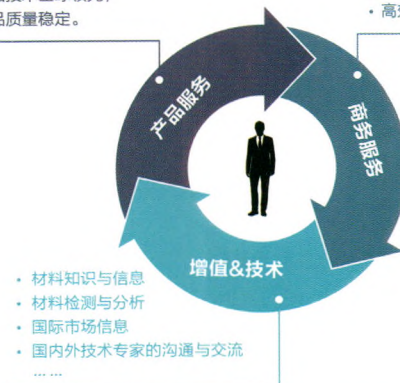 品质量稳定。
• 高
产品服务
商务服务
增值&技术
• 材料知识与信息
• 材料检测与分析
• 国际市场信息
• 国内外技术专家的沟通与交流
... ...